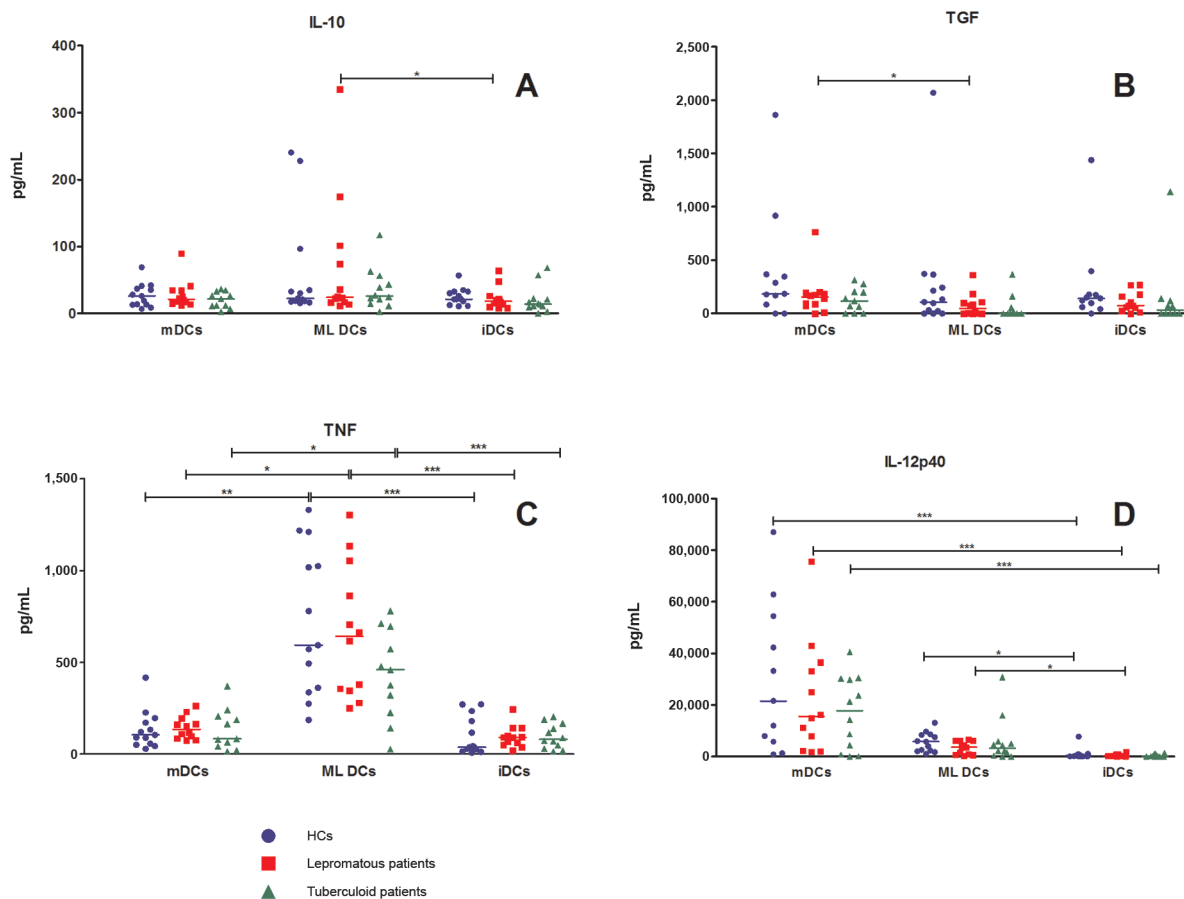 IL-10
400
300
200
100
0
pg/mL
*
A
mDCs
ML DCs
iDCs
TGF
2,500
2,000
1,500
1,000
500
0
pg/mL
*
B
mDCs
ML DCs
iDCs
TNF
1,500
1,000
500
0
pg/mL
* ***
* ***
** ***
C
mDCs
ML DCs
iDCs
IL-12p40
100,000
80,000
60,000
40,000
20,000
0
pg/mL
***
***
***
*
*
D
mDCs
ML DCs
iDCs
HCs
Lepromatous patients
Tuberculoid patients